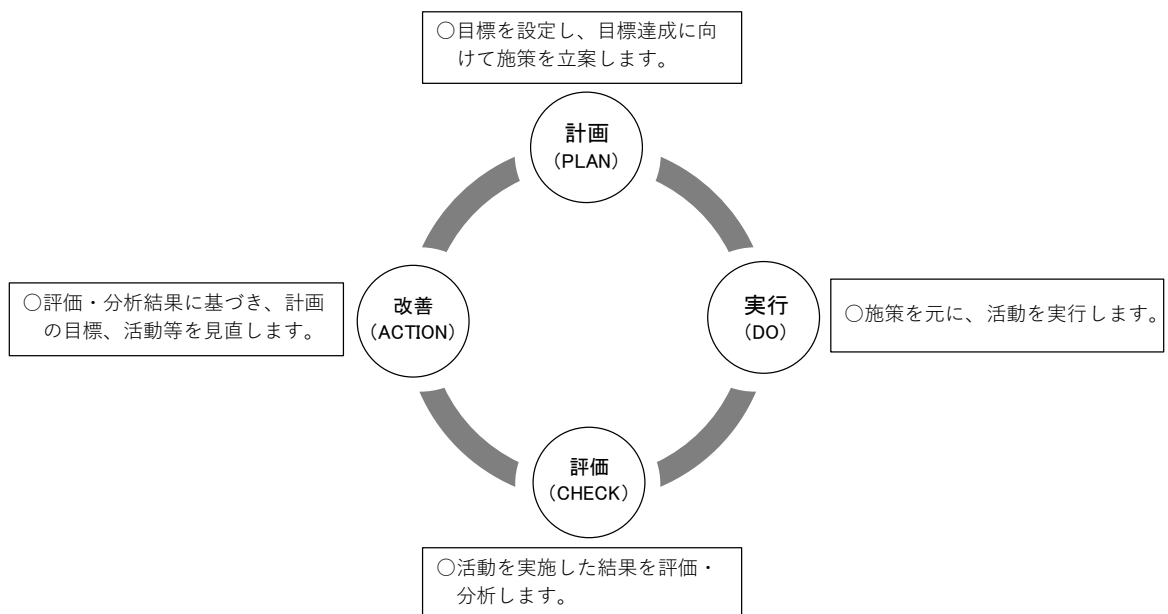 ○目標を設定し、目標達成に向
けて施策を立案します。
計画
(PLAN)
○評価・分析結果に基づき、計画
の目標、活動等を見直します。
改善
(ACTION)
実行
(DO)
○施策を元に、活動を実行します。
評価
(CHECK)
○活動を実施した結果を評価・
分析します。